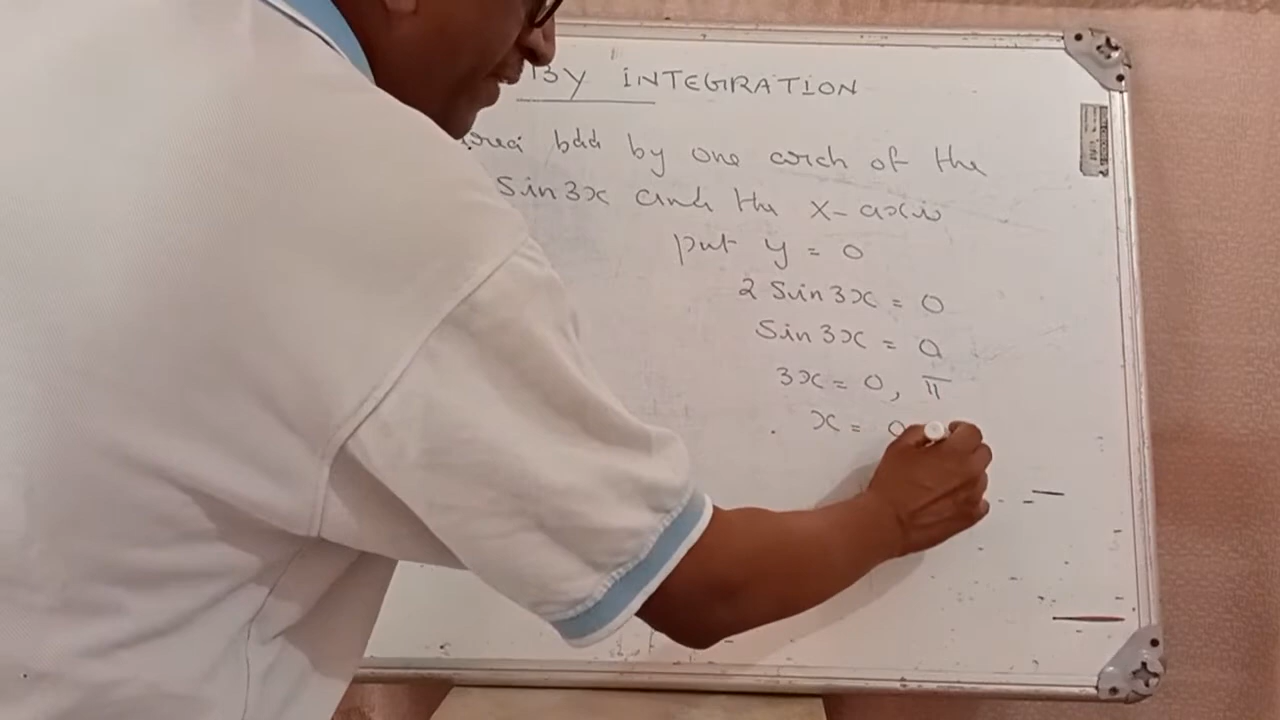 BY INTEGRATION
area bdd by one arch of the
Sin3x and the X-axis
put y = 0
2 Sin3x = 0
Sin3x = 0
3x = 0, π
x = 0